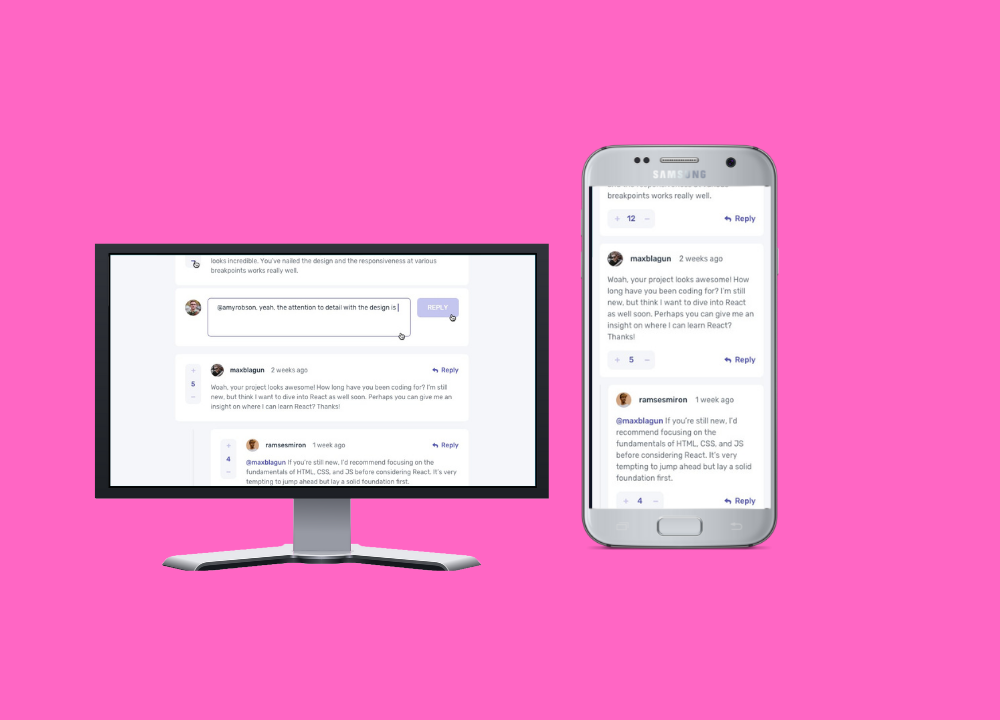 looks incredible. You've nailed the design and the responsiveness at various
breakpoints works really well.
@amyrobson, yeah, the attention to detail with the design is
REPLY
maxblagun 2 weeks ago
Reply
+
5
−
Woah, your project looks awesome! How long have you been coding for? I'm still
new, but think I want to dive into React as well soon. Perhaps you can give me an
insight on where I can learn React? Thanks!
ramsesmiron 1 week ago
Reply
+
4
−
@maxblagun If you're still new, I'd recommend focusing on the
fundamentals of HTML, CSS, and JS before considering React. It's very
tempting to jump ahead but lay a solid foundation first.
SAMSUNG
breakpoints works really well.
+ 12 −
Reply
maxblagun 2 weeks ago
Woah, your project looks awesome! How
long have you been coding for? I'm still
new, but think I want to dive into React
as well soon. Perhaps you can give me an
insight on where I can learn React?
Thanks!
+ 5 −
Reply
ramsesmiron 1 week ago
@maxblagun If you're still new, I'd
recommend focusing on the
fundamentals of HTML, CSS, and JS
before considering React. It's very
tempting to jump ahead but lay a solid
foundation first.
+ 4 −
Reply